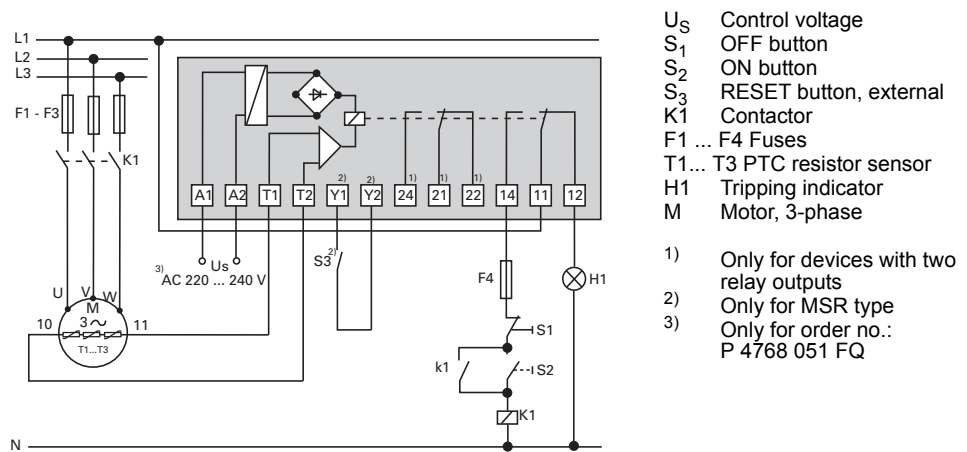 L1
L2
L3
F1 - F3
K1
A1 A2 T1 T2 Y1 Y2 24 21 22 14 11 12
2) 2) 1) 1) 1)
3) Us
AC 220 ... 240 V
S3 2)
F4
H1
U V W
M
3
10 11
T1...T3
S1
k1
S2
K1
N
US Control voltage
S1 OFF button
S2 ON button
S3 RESET button, external
K1 Contactor
F1 ... F4 Fuses
T1... T3 PTC resistor sensor
H1 Tripping indicator
M Motor, 3-phase
1) Only for devices with two
relay outputs
2) Only for MSR type
3) Only for order no.:
P 4768 051 FQ